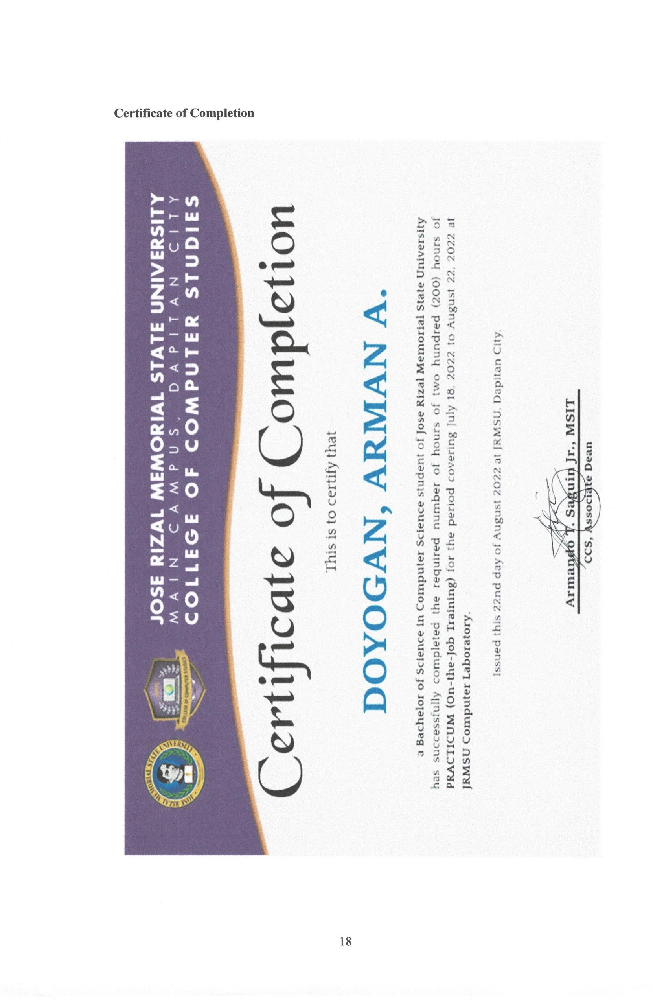 Certificate of Completion
JOSE RIZAL MEMORIAL STATE UNIVERSITY
MAIN CAMPUS, DAPITAN CITY
COLLEGE OF COMPUTER STUDIES
JOSE RIZAL MEMORIAL STATE UNIVERSITY
COLLEGE OF COMPUTER STUDIES
Certificate of Completion
This is to certify that
DOYOGAN, ARMAN A.
a Bachelor of Science in Computer Science student of Jose Rizal Memorial State University
has successfully completed the required number of hours of two hundred (200) hours of
PRACTICUM (On-the-Job Training) for the period covering July 18, 2022 to August 22, 2022 at
JRMSU Computer Laboratory.
Issued this 22nd day of August 2022 at JRMSU, Dapitan City.
Armando T. Saguin Jr., MSIT
CCS, Associate Dean
18